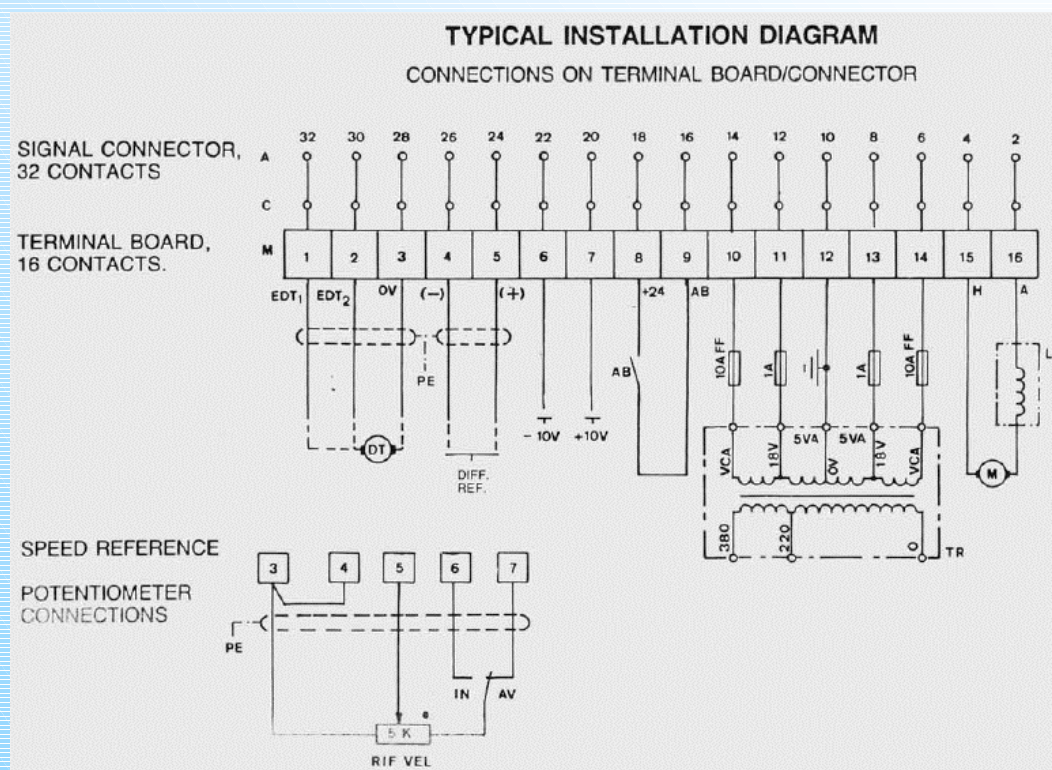 TYPICAL INSTALLATION DIAGRAM
CONNECTIONS ON TERMINAL BOARD/CONNECTOR
SIGNAL CONNECTOR,
32 CONTACTS
A 32 30 28 26 24 22 20 18 16 14 12 10 8 6 4 2
C
TERMINAL BOARD,
16 CONTACTS.
M 1 2 3 4 5 6 7 8 9 10 11 12 13 14 15 16
EDT1 EDT2 0V (-) (+) +24 AB H A
10A FF 1A 1A 10A FF L
PE AB
- 10V +10V
DT
DIFF.
REF.
VCA 18V 5VA 0V 5VA 18V VCA
M
380 220 0 TR
SPEED REFERENCE
3 4 5 6 7
POTENTIOMETER
CONNECTIONS
PE
IN AV
5 K
RIF VEL